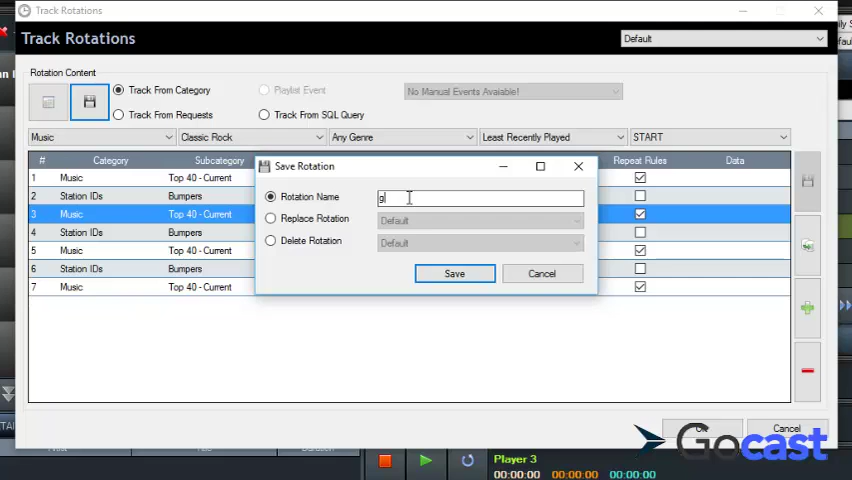 Track Rotations
Track Rotations
Default
Rotation Content
Track From Category
Playlist Event
No Manual Events Avaiable!
Track From Requests
Track From SQL Query
Music
Classic Rock
Any Genre
Least Recently Played
START
# Category Subcategory Repeat Rules Data
1 Music Top 40 - Current
2 Station IDs Bumpers
3 Music Top 40 - Current
4 Station IDs Bumpers
5 Music Top 40 - Current
6 Station IDs Bumpers
7 Music Top 40 - Current
Save Rotation
Rotation Name
g
Replace Rotation
Default
Delete Rotation
Default
Save
Cancel
Cancel
Gocast
Player 3
00:00:00 00:00:00 00:00:00